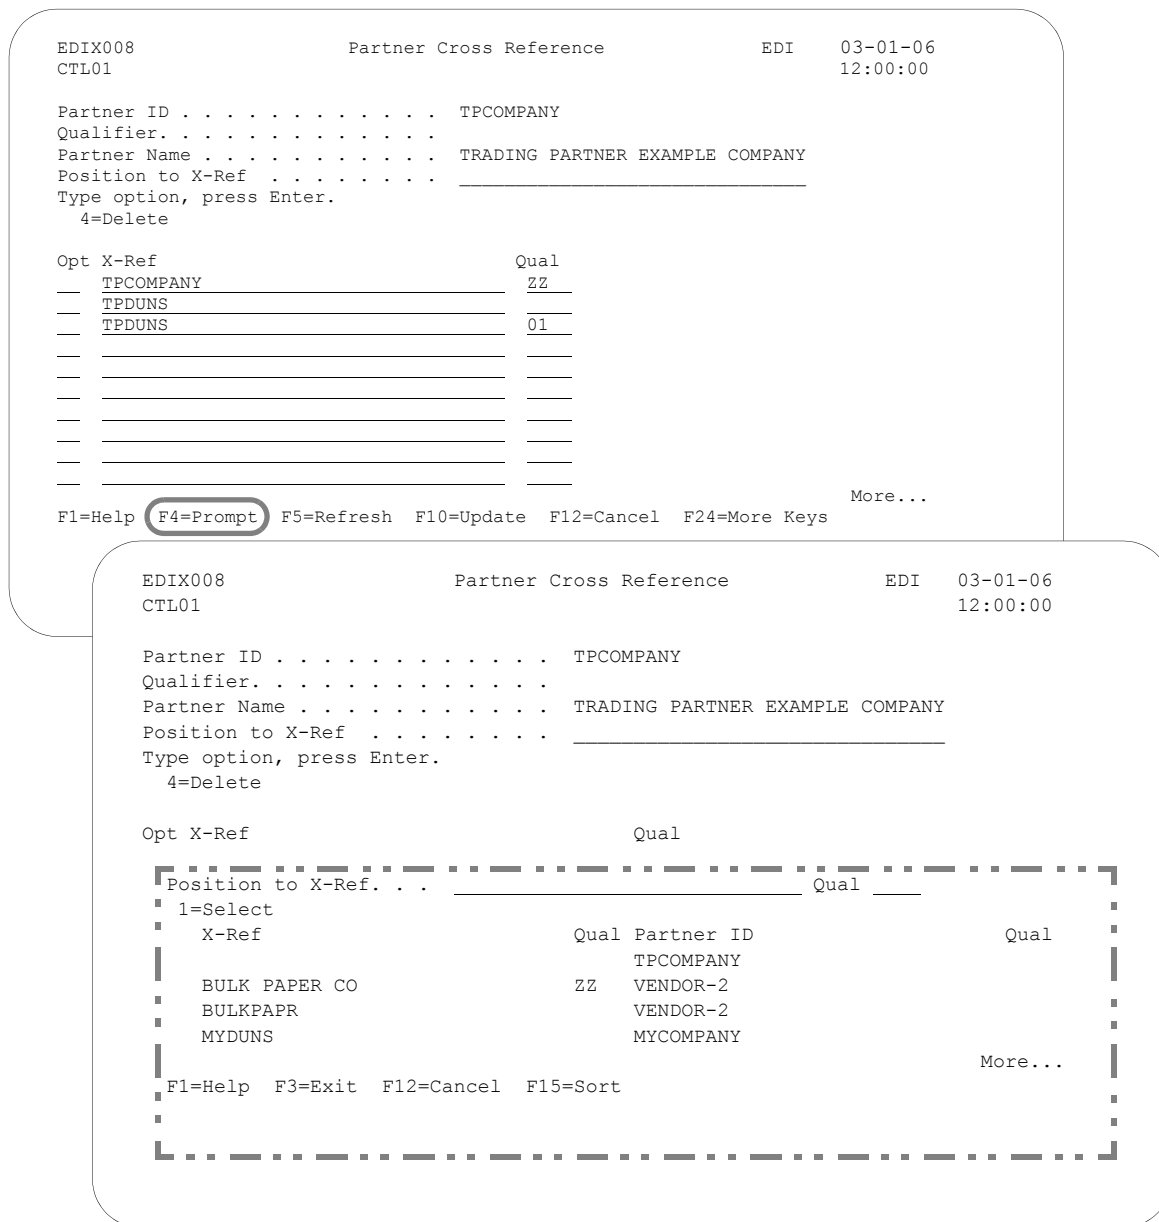 EDIX008 Partner Cross Reference EDI 03-01-06
CTL01 12:00:00
Partner ID . . . . . . . . . . . . TPCOMPANY
Qualifier. . . . . . . . . . . . .
Partner Name . . . . . . . . . . . TRADING PARTNER EXAMPLE COMPANY
Position to X-Ref . . . . . . . . _______________________________
Type option, press Enter.
4=Delete
Opt X-Ref Qual
TPCOMPANY ZZ
TPDUNS
TPDUNS 01
More...
F1=Help F4=Prompt F5=Refresh F10=Update F12=Cancel F24=More Keys
EDIX008 Partner Cross Reference EDI 03-01-06
CTL01 12:00:00
Partner ID . . . . . . . . . . . . TPCOMPANY
Qualifier. . . . . . . . . . . . .
Partner Name . . . . . . . . . . . TRADING PARTNER EXAMPLE COMPANY
Position to X-Ref . . . . . . . . _______________________________
Type option, press Enter.
4=Delete
Opt X-Ref Qual
Position to X-Ref. . . _____________________________ Qual ____
1=Select
X-Ref Qual Partner ID Qual
TPCOMPANY
BULK PAPER CO ZZ VENDOR-2
BULKPAPR VENDOR-2
MYDUNS MYCOMPANY
More...
F1=Help F3=Exit F12=Cancel F15=Sort